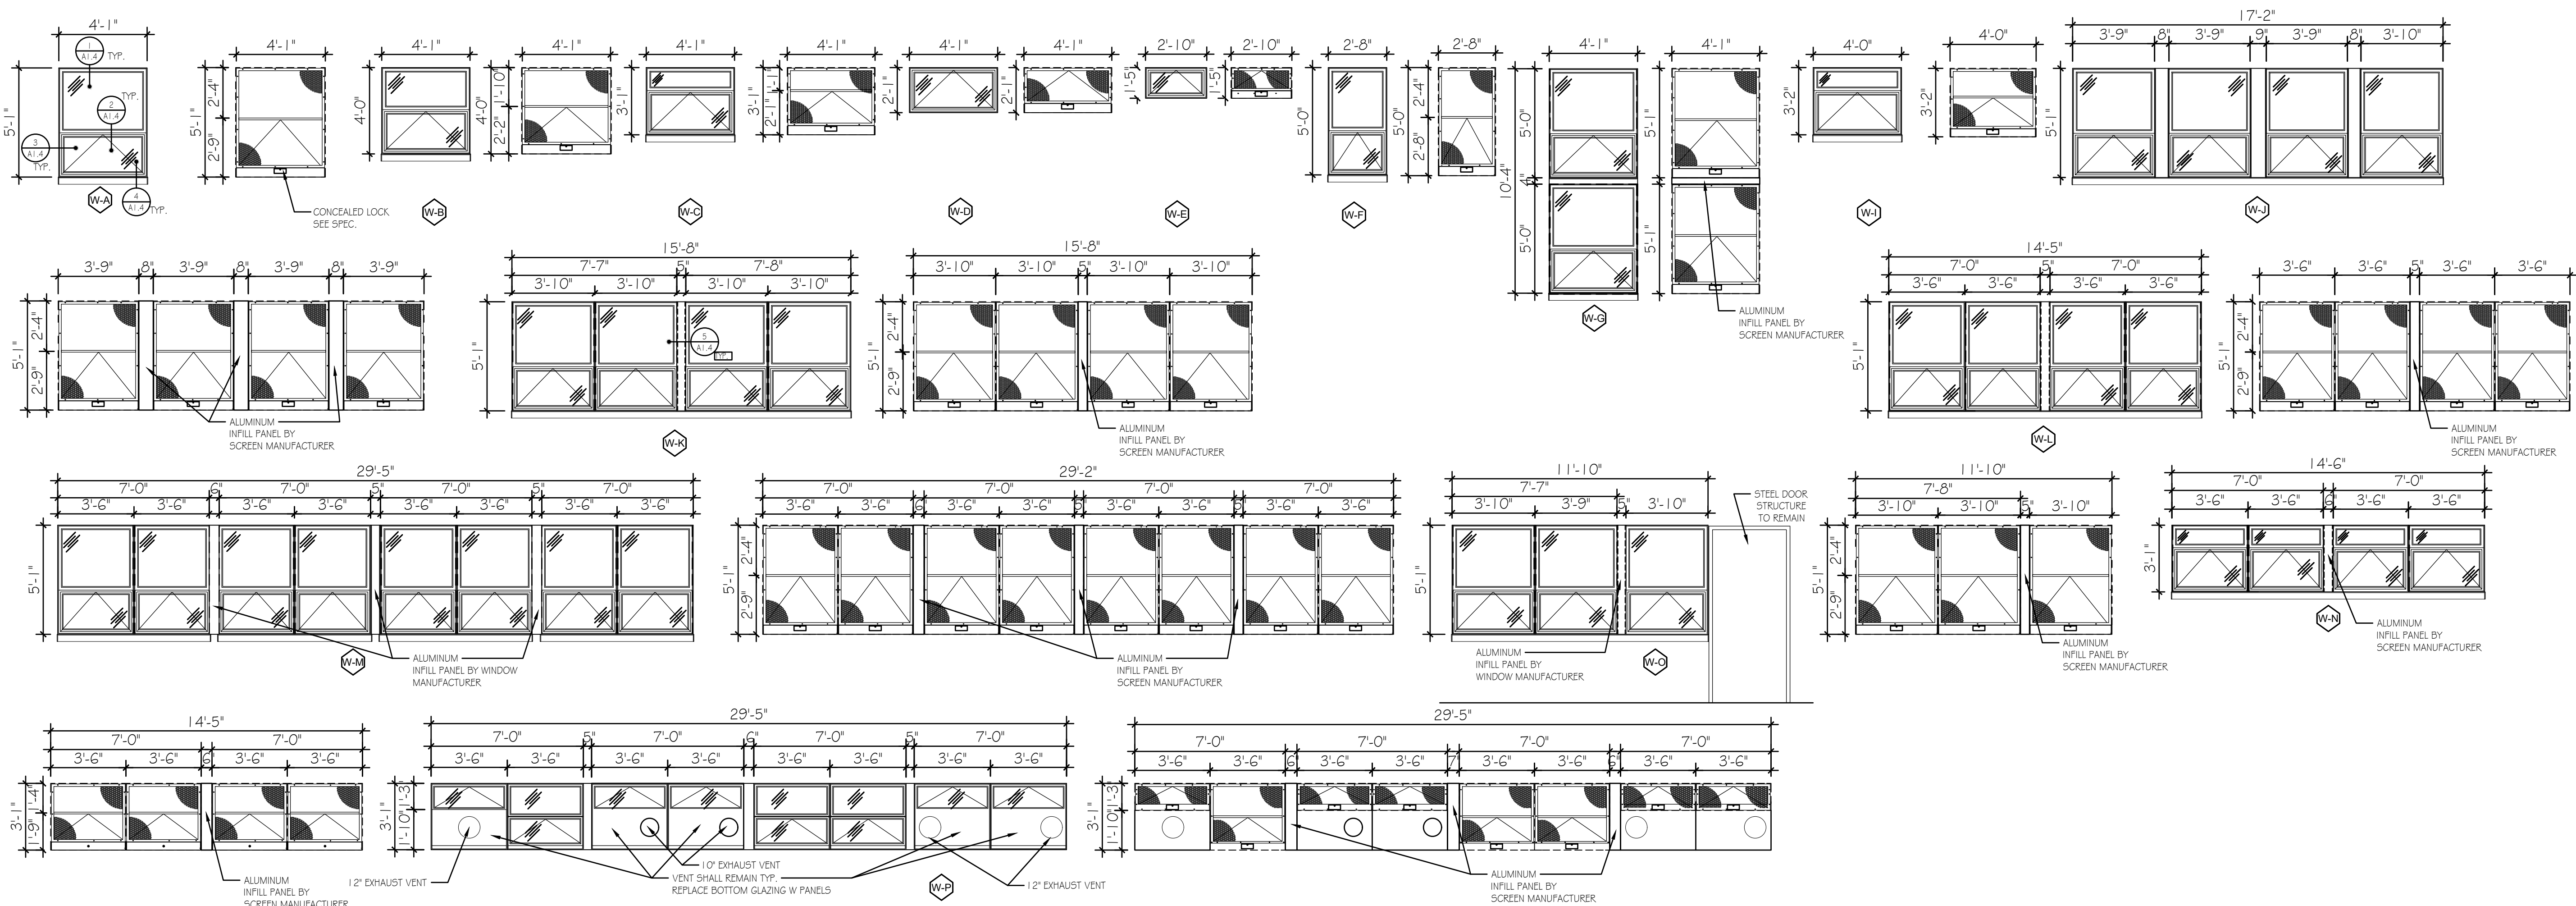 4'-1"
1
A1.4
TYP.
2
A1.4
TYP.
3
A1.4
TYP.
4
A1.4
TYP.
5'-1"
W-A
4'-1"
5'-1"
2'-4"
2'-9"
CONCEALED LOCK
SEE SPEC.
4'-1"
4'-0"
W-B
4'-1"
4'-0"
1'-10"
2'-2"
4'-1"
3'-1"
W-C
4'-1"
3'-1"
1'-1"
2'-1"
4'-1"
2'-1"
W-D
4'-1"
2'-1"
2'-10"
1'-5"
W-E
2'-10"
1'-5"
2'-8"
5'-0"
W-F
2'-8"
5'-0"
2'-4"
2'-8"
4'-1"
10'-4"
5'-0"
4"
5'-0"
W-G
4'-1"
5'-1"
5'-1"
ALUMINUM
INFILL PANEL BY
SCREEN MANUFACTURER
4'-0"
3'-2"
W-I
4'-0"
3'-2"
17'-2"
3'-9" 8" 3'-9" 9" 3'-9" 8" 3'-10"
5'-1"
W-J
3'-9" 8" 3'-9" 8" 3'-9" 8" 3'-9"
5'-1"
2'-4"
2'-9"
ALUMINUM
INFILL PANEL BY
SCREEN MANUFACTURER
15'-8"
7'-7" 5" 7'-8"
3'-10" 3'-10" 3'-10" 3'-10"
5'-1"
5
A1.4
TYP.
W-K
15'-8"
3'-10" 3'-10" 5" 3'-10" 3'-10"
5'-1"
2'-4"
2'-9"
ALUMINUM
INFILL PANEL BY
SCREEN MANUFACTURER
14'-5"
7'-0" 5" 7'-0"
3'-6" 3'-6" 3'-6" 3'-6"
5'-1"
W-L
3'-6" 3'-6" 5" 3'-6" 3'-6"
5'-1"
2'-4"
2'-9"
ALUMINUM
INFILL PANEL BY
SCREEN MANUFACTURER
29'-5"
7'-0" 6" 7'-0" 5" 7'-0" 5" 7'-0"
3'-6" 3'-6" 3'-6" 3'-6" 3'-6" 3'-6" 3'-6" 3'-6"
5'-1"
W-M
ALUMINUM
INFILL PANEL BY WINDOW
MANUFACTURER
29'-2"
7'-0" 7'-0" 7'-0" 7'-0"
3'-6" 3'-6" 6" 3'-6" 3'-6" 3'-6" 3'-6" 3'-6" 3'-6"
5'-1"
2'-4"
2'-9"
ALUMINUM
INFILL PANEL BY
SCREEN MANUFACTURER
11'-10"
7'-7"
3'-10" 3'-9" 5" 3'-10"
5'-1"
STEEL DOOR
STRUCTURE
TO REMAIN
ALUMINUM
INFILL PANEL BY
WINDOW MANUFACTURER
W-O
11'-10"
7'-8"
3'-10" 3'-10" 5" 3'-10"
5'-1"
2'-4"
2'-9"
ALUMINUM
INFILL PANEL BY
SCREEN MANUFACTURER
14'-6"
7'-0" 7'-0"
3'-6" 3'-6" 6" 3'-6" 3'-6"
3'-1"
W-N
ALUMINUM
INFILL PANEL BY
SCREEN MANUFACTURER
14'-5"
7'-0" 7'-0"
3'-6" 3'-6" 6" 3'-6" 3'-6"
3'-1"
1'-4"
1'-9"
ALUMINUM
INFILL PANEL BY
SCREEN MANUFACTURER
29'-5"
7'-0" 5" 7'-0" 6" 7'-0" 5" 7'-0"
3'-6" 3'-6" 3'-6" 3'-6" 3'-6" 3'-6" 3'-6" 3'-6"
3'-1"
1'-3"
1'-10"
12" EXHAUST VENT
10" EXHAUST VENT
VENT SHALL REMAIN TYP.
REPLACE BOTTOM GLAZING W PANELS
W-P
12" EXHAUST VENT
29'-5"
7'-0" 7'-0" 7'-0" 7'-0"
3'-6" 3'-6" 6" 3'-6" 3'-6" 7" 3'-6" 3'-6" 6" 3'-6" 3'-6"
3'-1"
1'-3"
1'-10"
ALUMINUM
INFILL PANEL BY
SCREEN MANUFACTURER